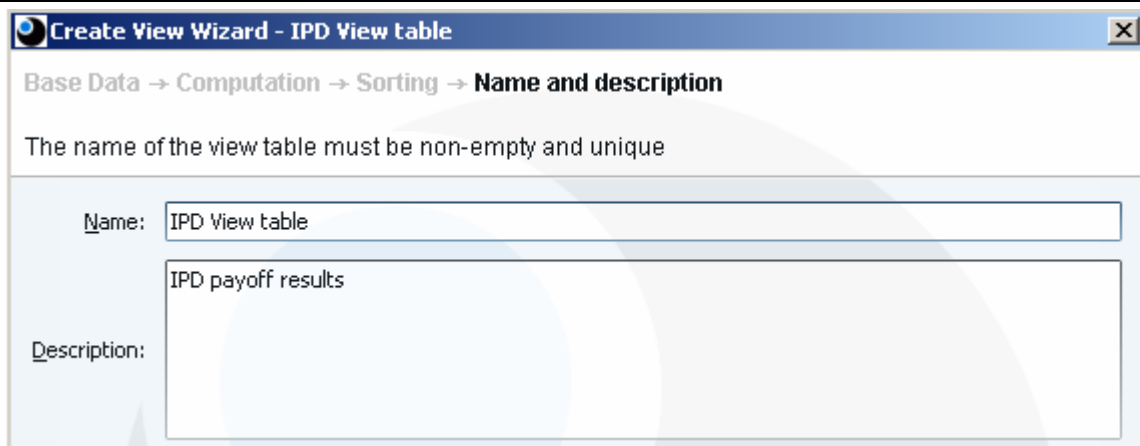 Create View Wizard - IPD View table
Base Data → Computation → Sorting → Name and description
The name of the view table must be non-empty and unique
Name: IPD View table
IPD payoff results
Description: